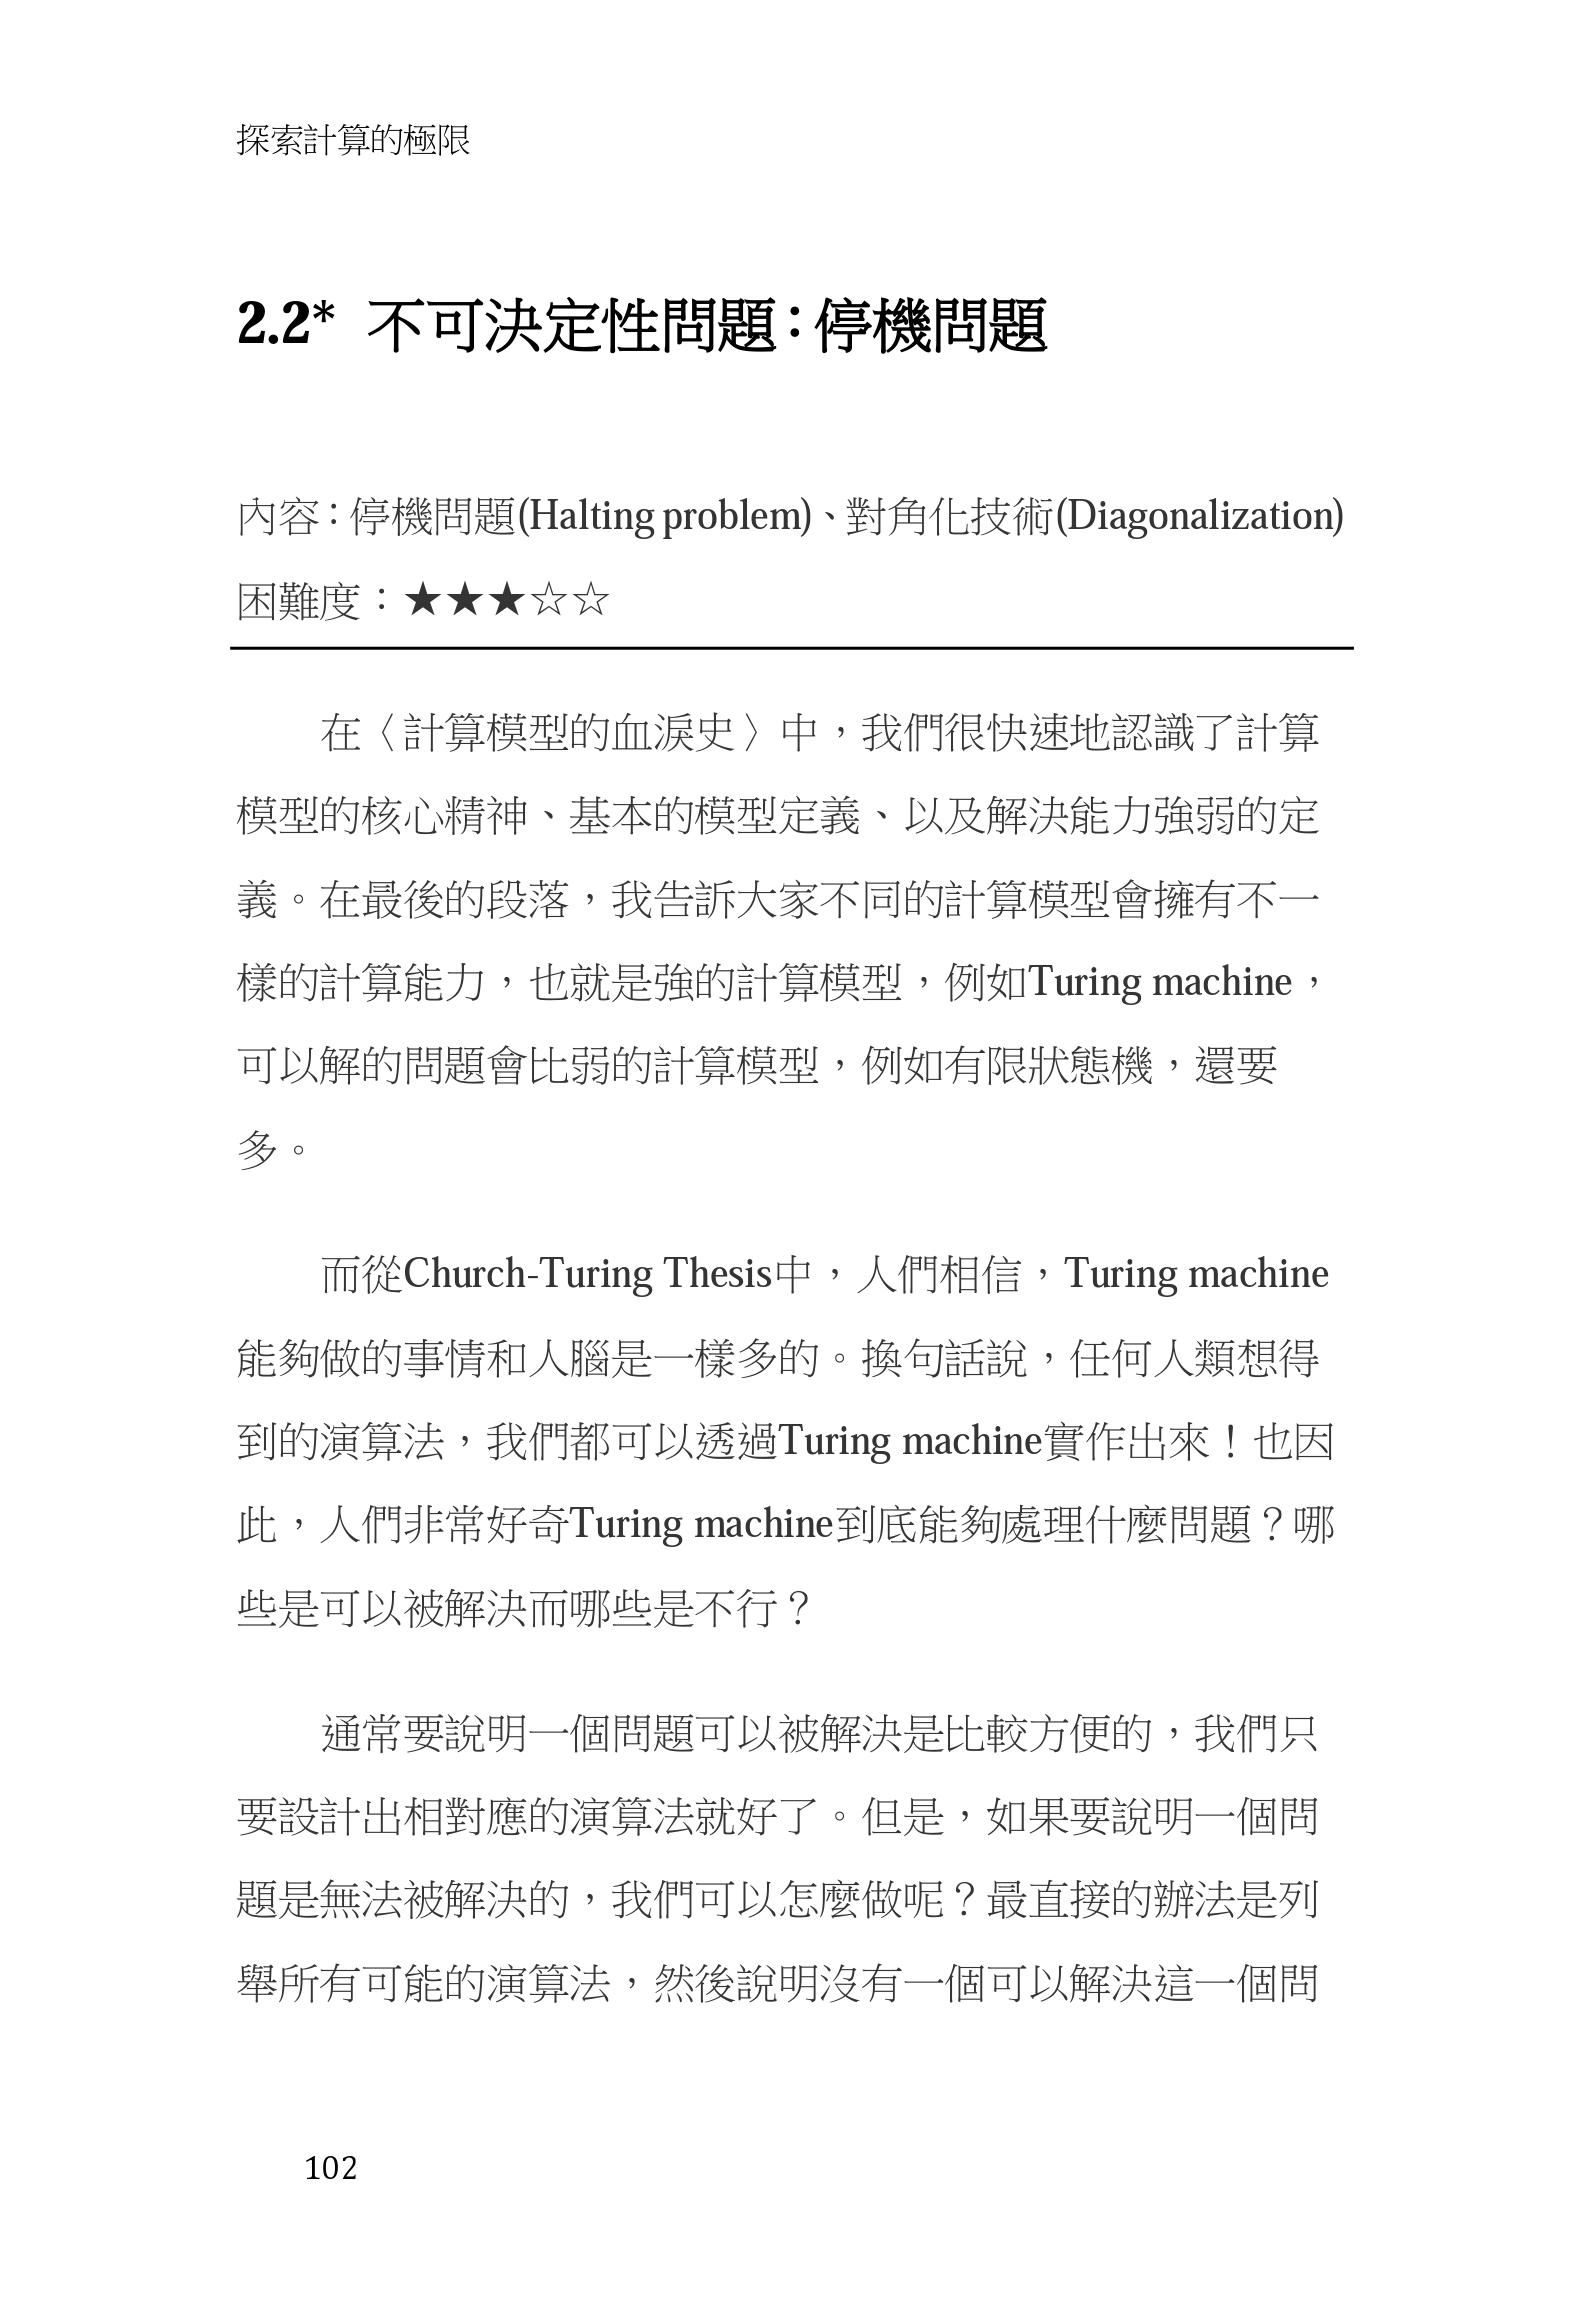 探索計算的極限
2.2* 不可決定性問題：停機問題
內容：停機問題(Halting problem)、對角化技術(Diagonalization)
困難度：★★★☆☆
在〈計算模型的血淚史〉中，我們很快速地認識了計算
模型的核心精神、基本的模型定義、以及解決能力強弱的定
義。在最後的段落，我告訴大家不同的計算模型會擁有不一
樣的計算能力，也就是強的計算模型，例如Turing machine，
可以解的問題會比弱的計算模型，例如有限狀態機，還要
多。
而從Church-Turing Thesis中，人們相信，Turing machine
能夠做的事情和人腦是一樣多的。換句話說，任何人類想得
到的演算法，我們都可以透過Turing machine實作出來！也因
此，人們非常好奇Turing machine到底能夠處理什麼問題？哪
些是可以被解決而哪些是不行？
通常要說明一個問題可以被解決是比較方便的，我們只
要設計出相對應的演算法就好了。但是，如果要說明一個問
題是無法被解決的，我們可以怎麼做呢？最直接的辦法是列
舉所有可能的演算法，然後說明沒有一個可以解決這一個問
102